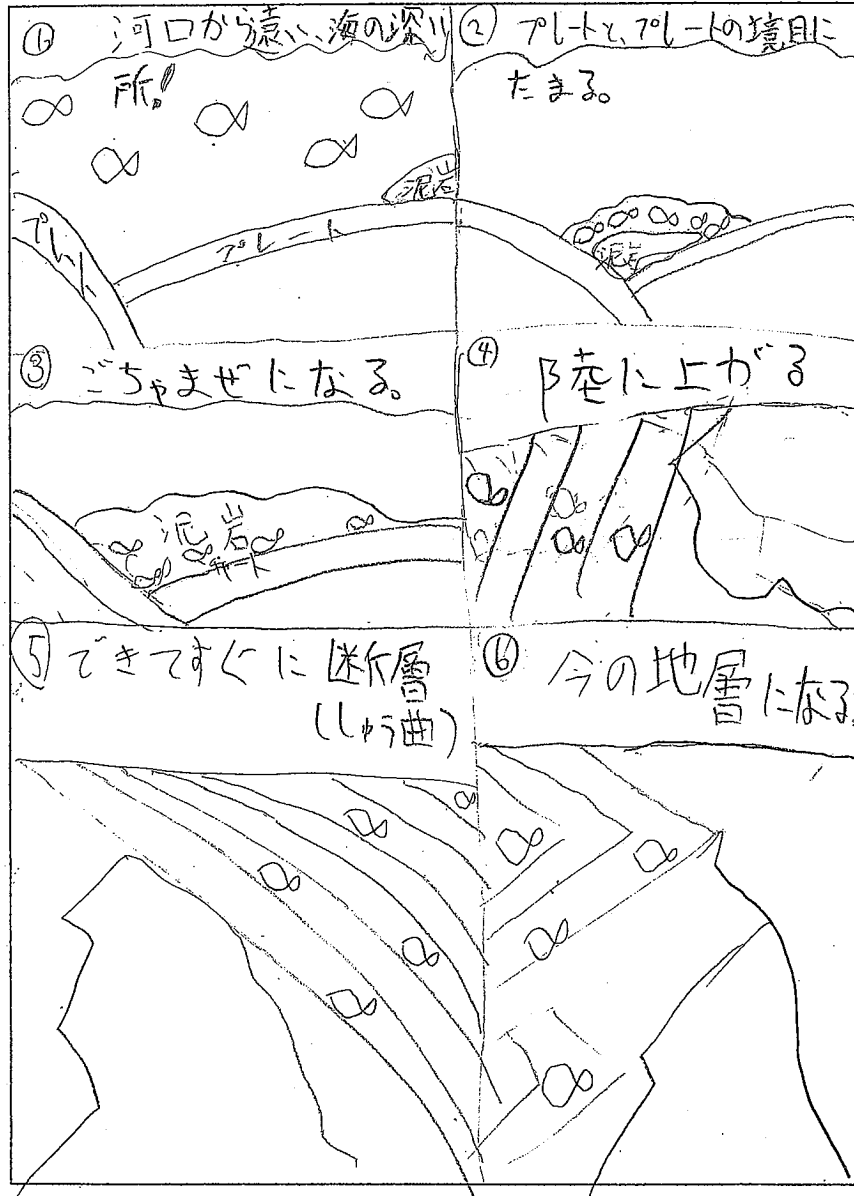 ① 河口から遠い、海の深い
所!
泥岩
プレート
プレート
② プレートと、プレートの境目に
たまる。
泥岩
③ ごちゃまぜになる。
泥岩
④ 陸に上がる
⑤ できてすぐに断層
(しゅう曲)
⑥ 今の地層になる。